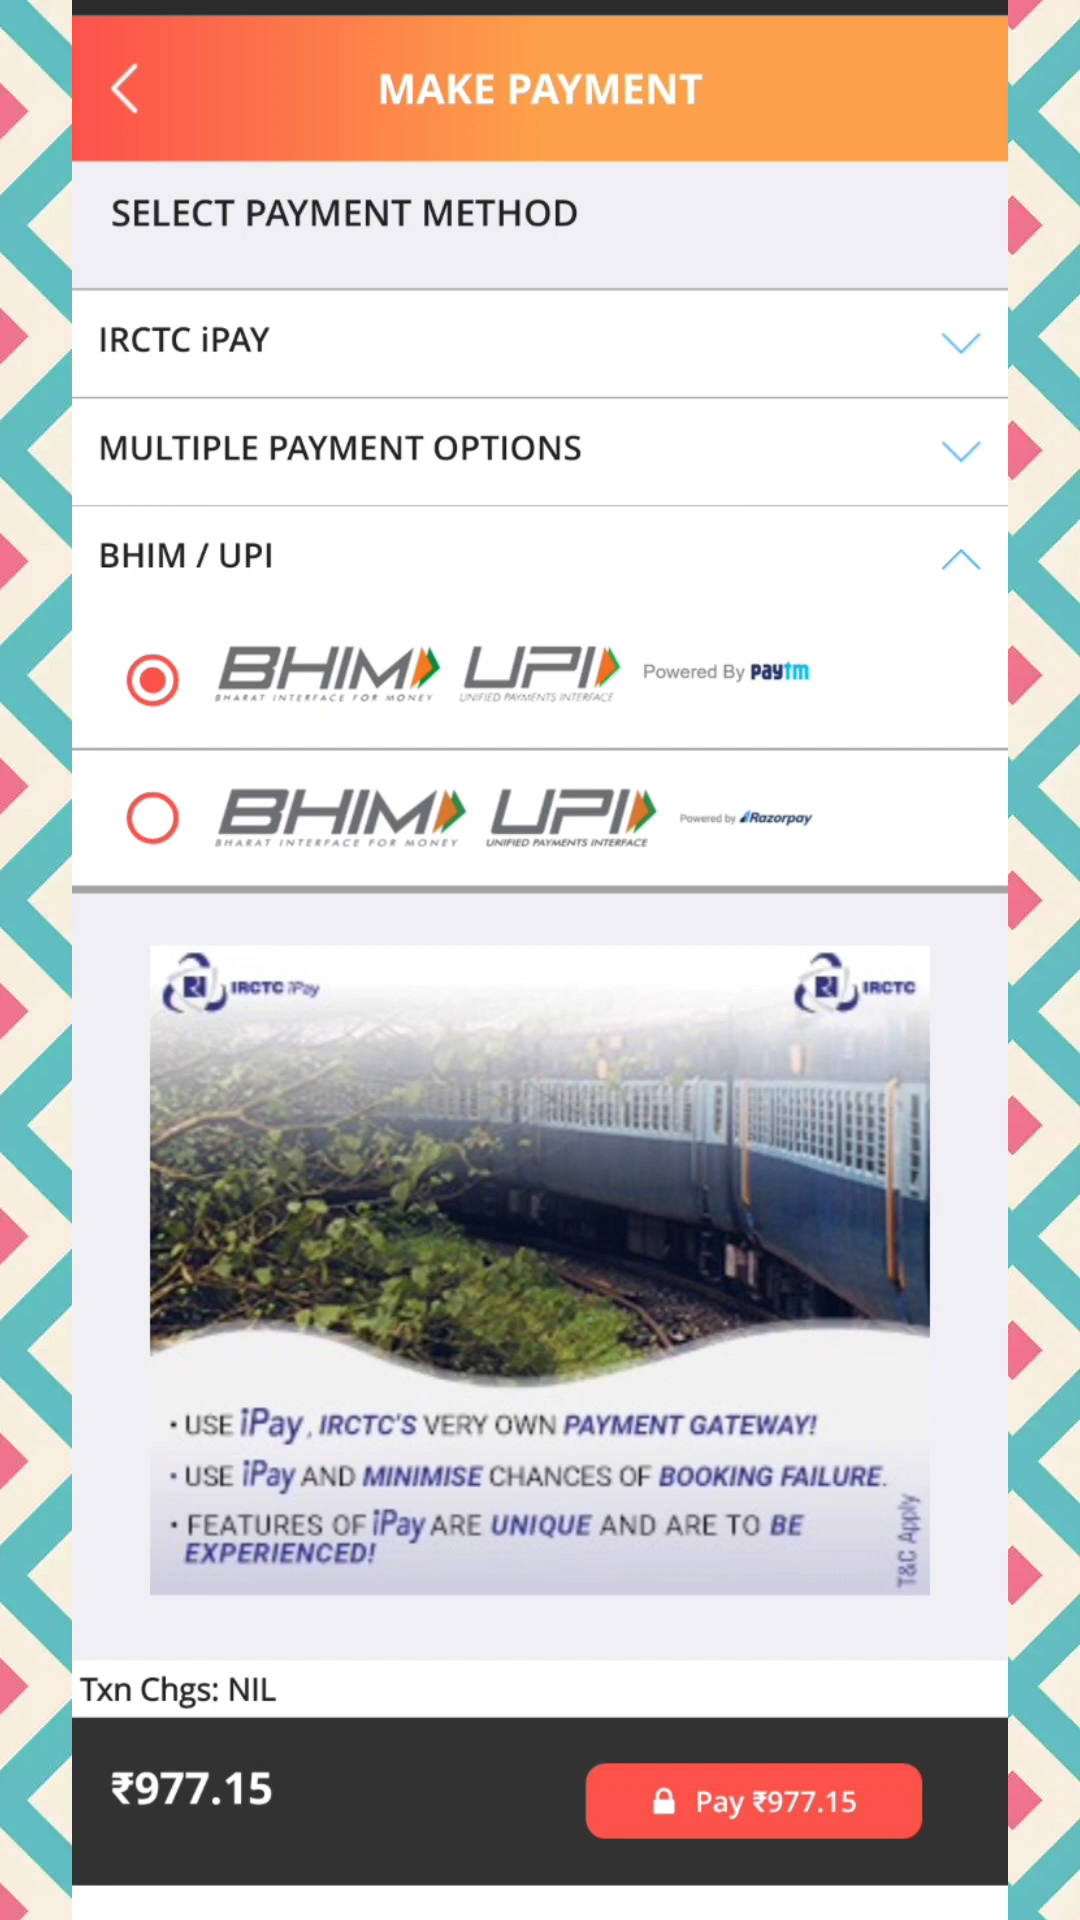 MAKE PAYMENT
SELECT PAYMENT METHOD
IRCTC iPAY
MULTIPLE PAYMENT OPTIONS
BHIM / UPI
BHIM UPI Powered By paytm
BHARAT INTERFACE FOR MONEY UNIFIED PAYMENTS INTERFACE
BHIM UPI Powered by Razorpay
BHARAT INTERFACE FOR MONEY UNIFIED PAYMENTS INTERFACE
IRCTC iPay IRCTC
• USE iPay, IRCTC'S VERY OWN PAYMENT GATEWAY!
• USE iPay AND MINIMISE CHANCES OF BOOKING FAILURE.
• FEATURES OF iPay ARE UNIQUE AND ARE TO BE
EXPERIENCED!
T&C Apply
Txn Chgs: NIL
₹977.15
Pay ₹977.15